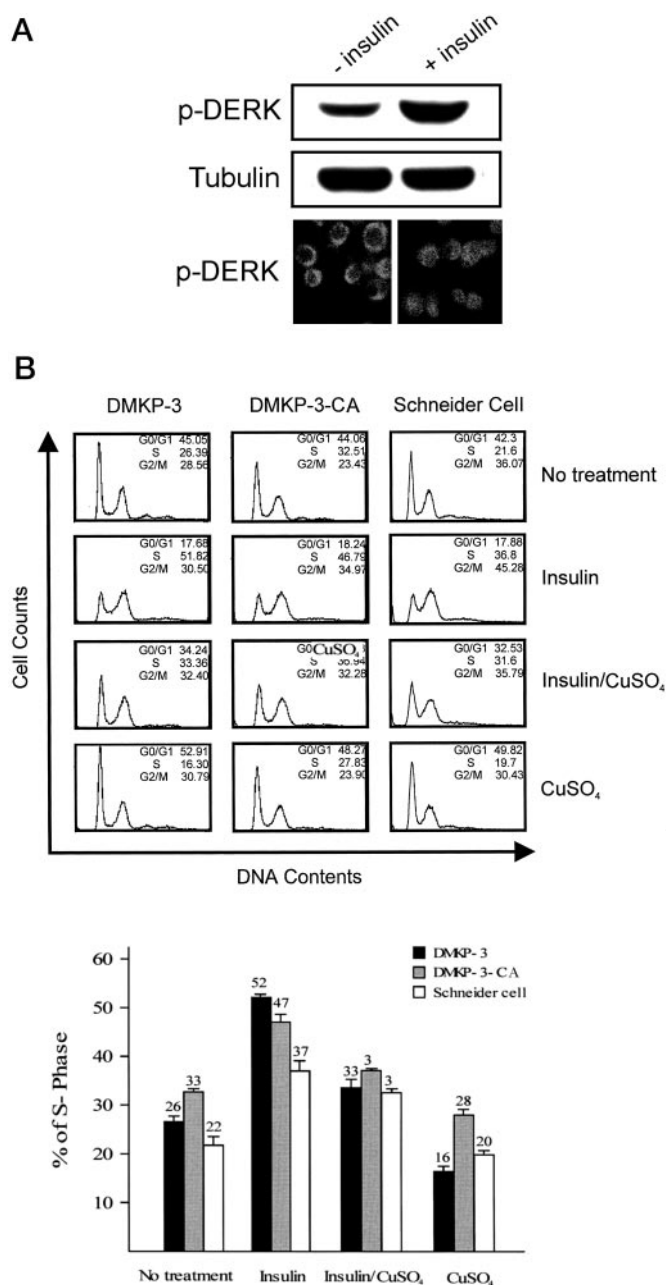 A
- insulin + insulin
p-DERK
Tubulin
p-DERK
B
DMKP-3 DMKP-3-CA Schneider Cell
G0/G1 45.05
S 26.39
G2/M 28.56
G0/G1 44.06
S 32.51
G2/M 23.43
G0/G1 42.3
S 21.6
G2/M 36.07
No treatment
G0/G1 17.68
S 51.82
G2/M 30.50
G0/G1 18.24
S 46.79
G2/M 34.97
G0/G1 17.88
S 36.8
G2/M 45.28
Insulin
G0/G1 34.24
S 33.36
G2/M 32.40
CuSO₄
S 36.94
G2/M 32.28
G0/G1 32.53
S 31.6
G2/M 35.79
Insulin/CuSO₄
G0/G1 52.91
S 16.30
G2/M 30.79
G0/G1 48.27
S 27.83
G2/M 23.90
G0/G1 49.82
S 19.7
G2/M 30.43
CuSO₄
Cell Counts
DNA Contents
DMKP-3
DMKP-3-CA
Schneider cell
% of S- Phase
60
50
40
30
20
10
26 33 22
52 47 37
33 3 3
16 28 20
No treatment Insulin Insulin/CuSO₄ CuSO₄